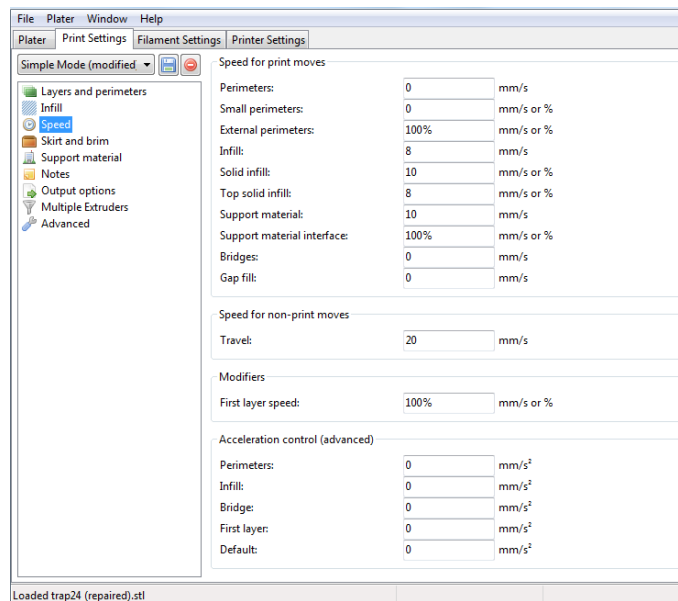 File Plater Window Help
Plater Print Settings Filament Settings Printer Settings
Simple Mode (modified
Layers and perimeters
Infill
Speed
Skirt and brim
Support material
Notes
Output options
Multiple Extruders
Advanced
Speed for print moves
Perimeters: 0 mm/s
Small perimeters: 0 mm/s or %
External perimeters: 100% mm/s or %
Infill: 8 mm/s
Solid infill: 10 mm/s or %
Top solid infill: 8 mm/s or %
Support material: 10 mm/s
Support material interface: 100% mm/s or %
Bridges: 0 mm/s
Gap fill: 0 mm/s
Speed for non-print moves
Travel: 20 mm/s
Modifiers
First layer speed: 100% mm/s or %
Acceleration control (advanced)
Perimeters: 0 mm/s²
Infill: 0 mm/s²
Bridge: 0 mm/s²
First layer: 0 mm/s²
Default: 0 mm/s²
Loaded trap24 (repaired).stl